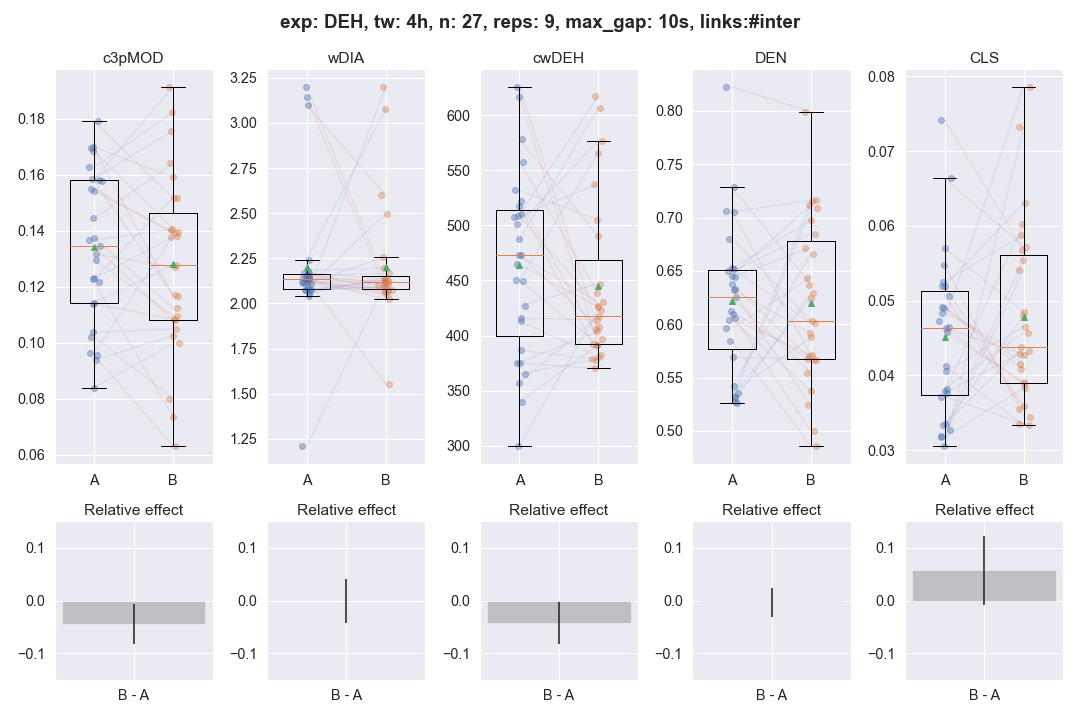 exp: DEH, tw: 4h, n: 27, reps: 9, max_gap: 10s, links:#inter
c3pMOD
0.18
0.16
0.14
0.12
0.10
0.08
0.06
A B
wDIA
3.25
3.00
2.75
2.50
2.25
2.00
1.75
1.50
1.25
A B
cwDEH
600
550
500
450
400
350
300
A B
DEN
0.80
0.75
0.70
0.65
0.60
0.55
0.50
A B
CLS
0.08
0.07
0.06
0.05
0.04
0.03
A B
Relative effect
0.1
0.0
−0.1
B - A
Relative effect
0.1
0.0
−0.1
B - A
Relative effect
0.1
0.0
−0.1
B - A
Relative effect
0.1
0.0
−0.1
B - A
Relative effect
0.1
0.0
−0.1
B - A